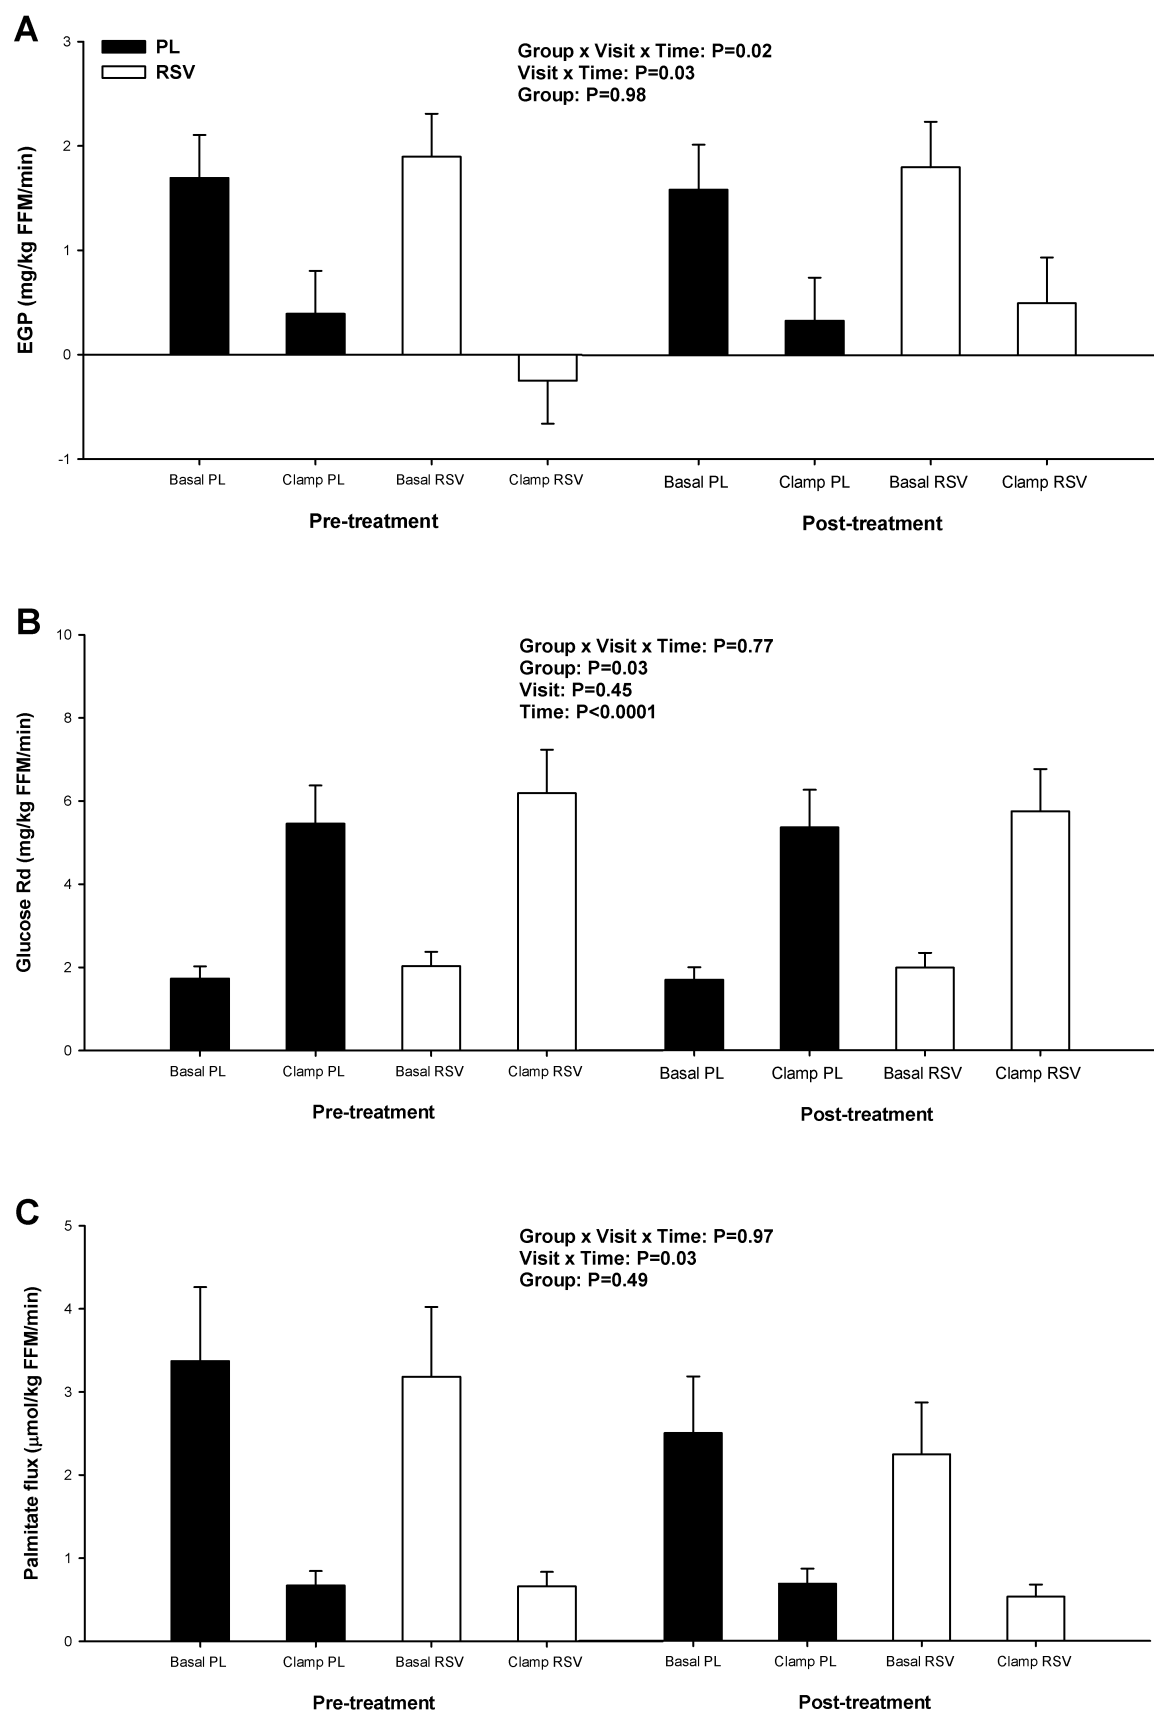 A
PL
RSV
Group x Visit x Time: P=0.02
Visit x Time: P=0.03
Group: P=0.98
EGP (mg/kg FFM/min)
3
2
1
0
-1
Basal PL Clamp PL Basal RSV Clamp RSV Basal PL Clamp PL Basal RSV Clamp RSV
Pre-treatment Post-treatment
B
Group x Visit x Time: P=0.77
Group: P=0.03
Visit: P=0.45
Time: P<0.0001
Glucose Rd (mg/kg FFM/min)
10
8
6
4
2
0
Basal PL Clamp PL Basal RSV Clamp RSV Basal PL Clamp PL Basal RSV Clamp RSV
Pre-treatment Post-treatment
C
Group x Visit x Time: P=0.97
Visit x Time: P=0.03
Group: P=0.49
Palmitate flux (μmol/kg FFM/min)
5
4
3
2
1
0
Basal PL Clamp PL Basal RSV Clamp RSV Basal PL Clamp PL Basal RSV Clamp RSV
Pre-treatment Post-treatment